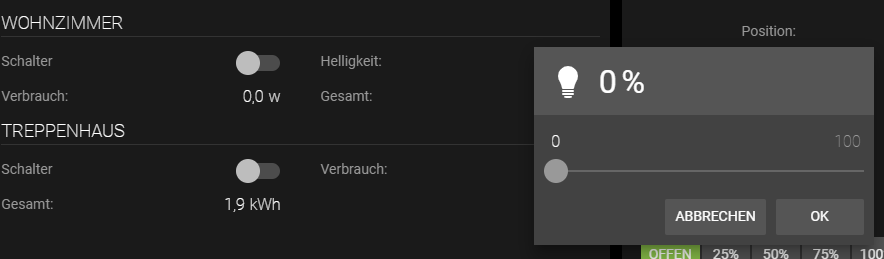 WOHNZIMMER
Schalter
Helligkeit:
Verbrauch:
0,0 w
Gesamt:
TREPPENHAUS
Schalter
Verbrauch:
Gesamt:
1,9 kWh
Position:
0 %
0
100
ABBRECHEN
OK
OFFEN 25% 50% 75% 100